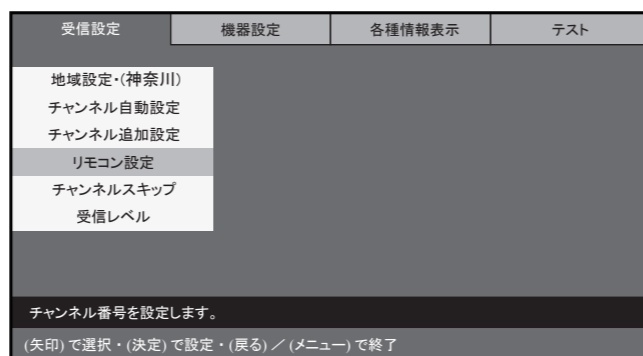 受信設定 機器設定 各種情報表示 テスト
地域設定・(神奈川)
チャンネル自動設定
チャンネル追加設定
リモコン設定
チャンネルスキップ
受信レベル
チャンネル番号を設定します。
(矢印) で選択・(決定) で設定・(戻る) ／ (メニュー) で終了